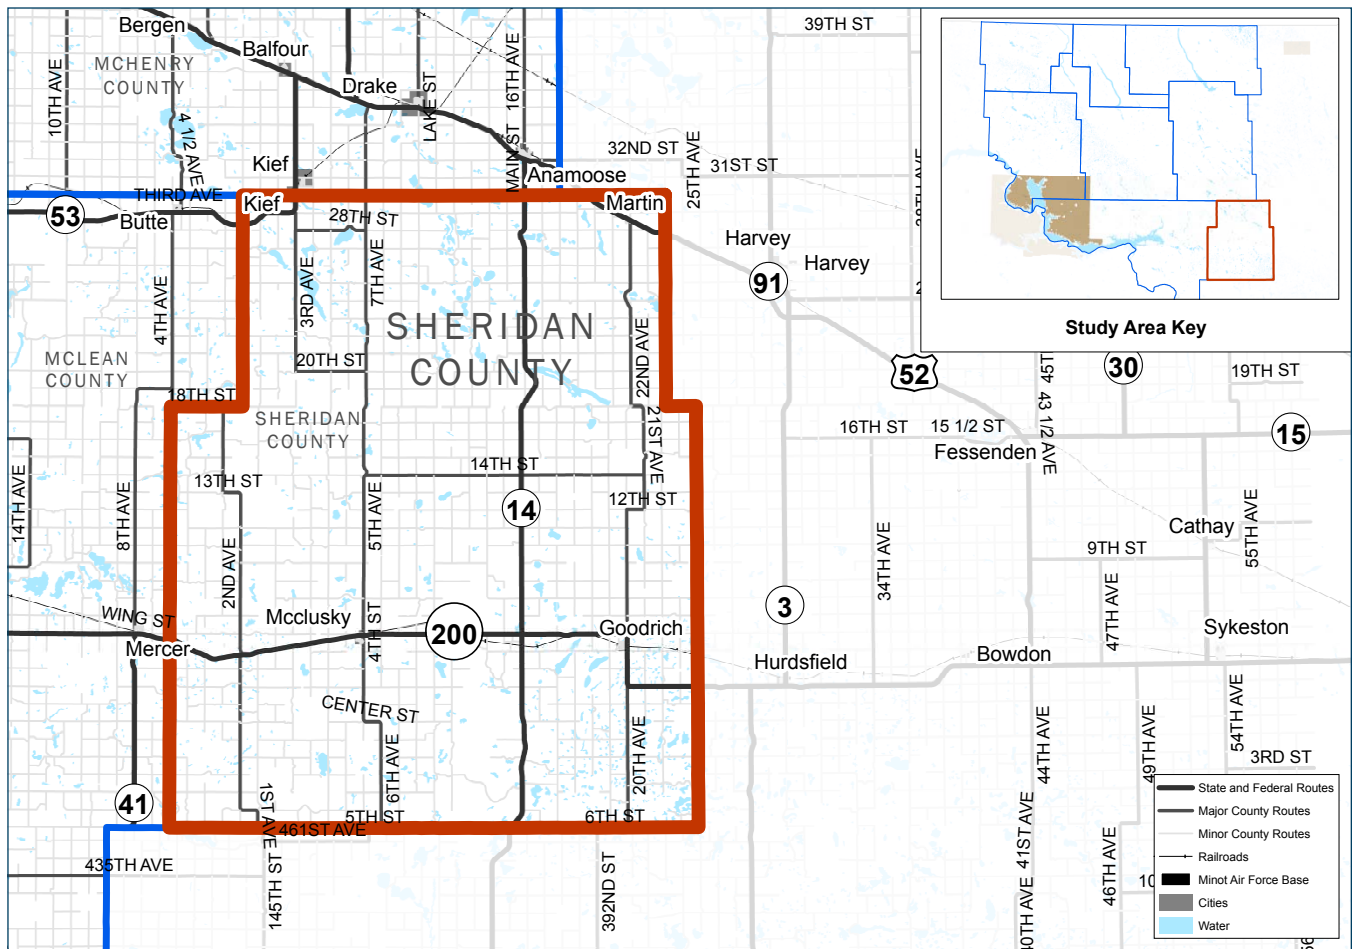 Bergen
39TH ST
Balfour
MCHENRY
COUNTY
10TH AVE
Drake
LAKE ST
16TH AVE
4 1/2 AVE
32ND ST
25TH AVE
31ST ST
Kief
MAIN ST
Anamoose
THIRD AVE
Kief
Martin
53
Butte
28TH ST
Harvey
Harvey
91
7TH AVE
3RD AVE
4TH AVE
SHERIDAN
COUNTY
22ND AVE
Study Area Key
MCLEAN
COUNTY
20TH ST
52
30
19TH ST
18TH ST
SHERIDAN
COUNTY
21ST AVE
43 1/2 AVE
16TH ST
15 1/2 ST
15
Fessenden
14TH ST
13TH ST
12TH ST
14TH AVE
8TH AVE
5TH AVE
14
Cathay
55TH AVE
9TH ST
2ND AVE
34TH AVE
47TH AVE
3
WING ST
Mcclusky
4TH ST
200
Goodrich
Sykeston
Mercer
Hurdsfield
Bowdon
CENTER ST
6TH AVE
20TH AVE
44TH AVE
49TH AVE
54TH AVE
3RD ST
41
1ST AVE
5TH ST
6TH ST
461ST AVE
41ST AVE
435TH AVE
145TH ST
392ND ST
40TH AVE
46TH AVE
State and Federal Routes
Major County Routes
Minor County Routes
Railroads
Minot Air Force Base
Cities
Water